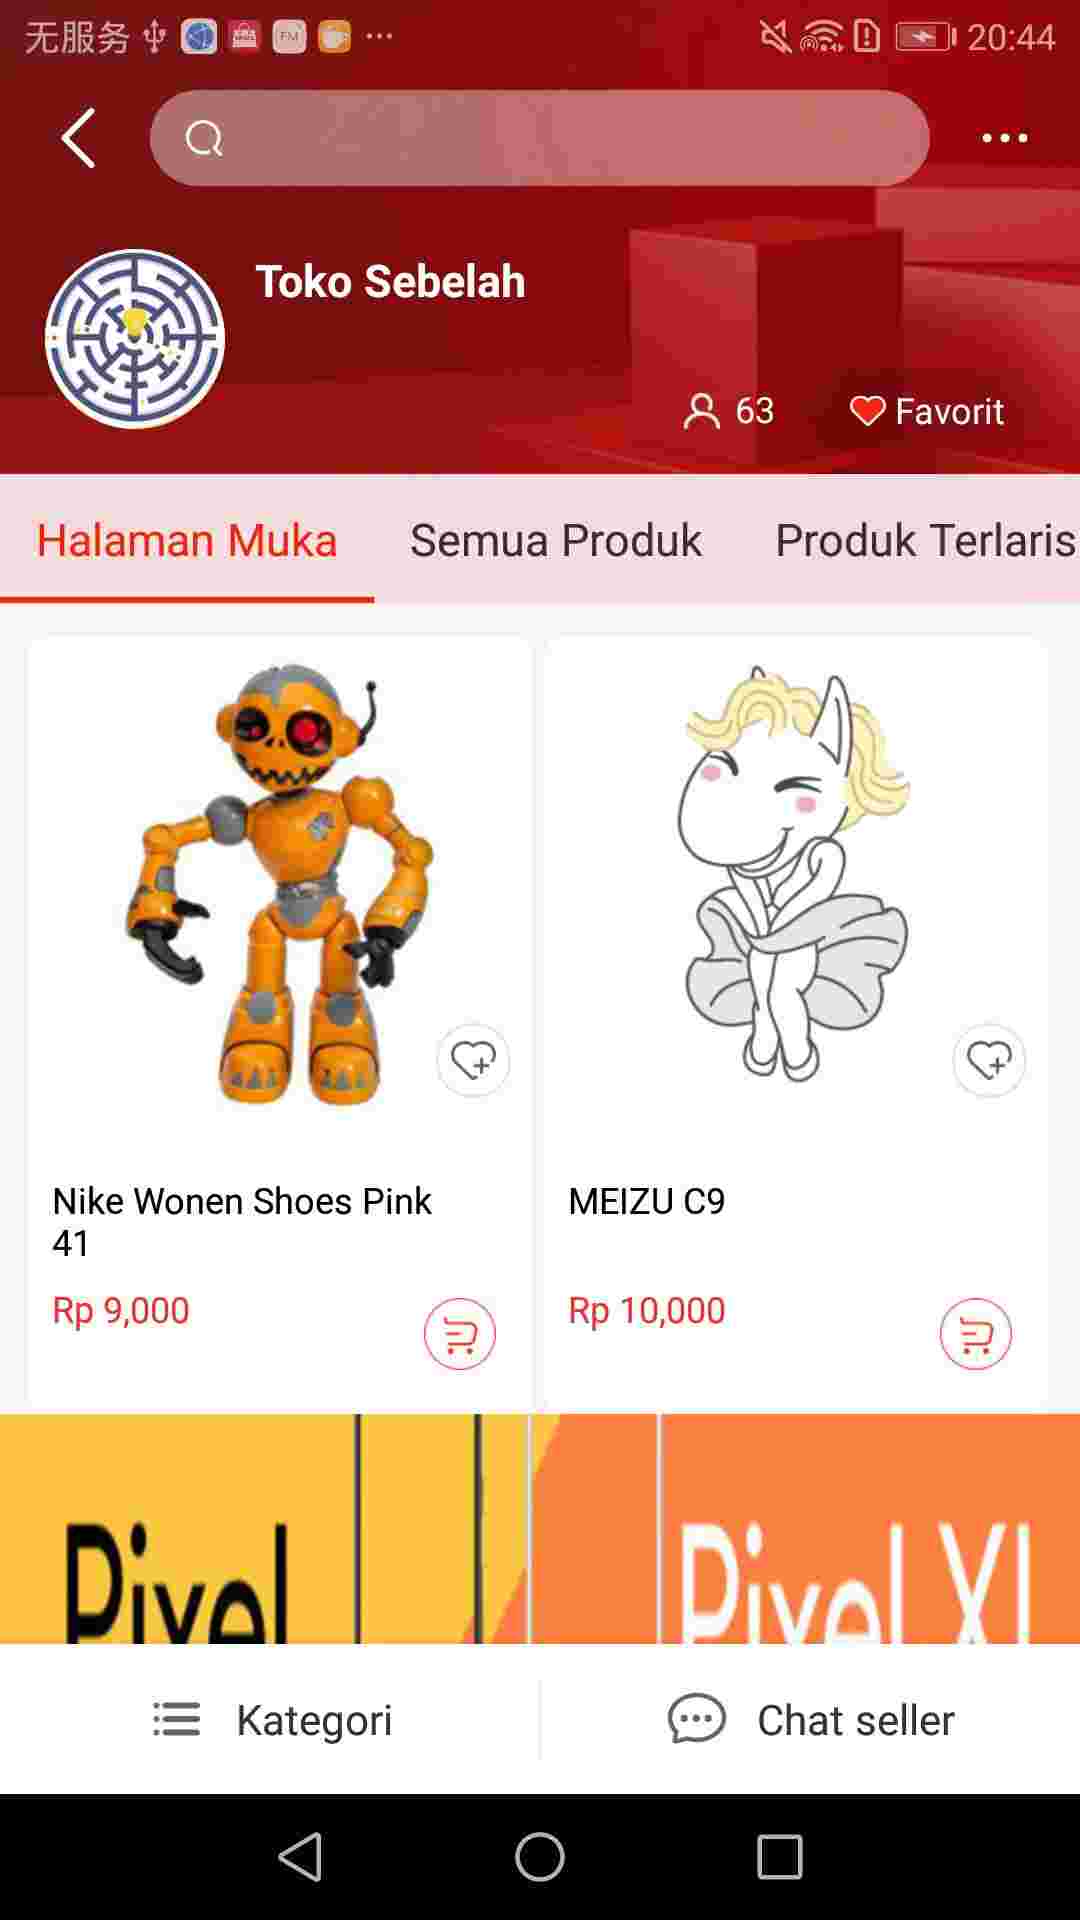 无服务 FM 20:44
Toko Sebelah
63 Favorit
Halaman Muka Semua Produk Produk Terlaris
Nike Wonen Shoes Pink
41
Rp 9,000
MEIZU C9
Rp 10,000
Pixel Pixel XL
Kategori Chat seller